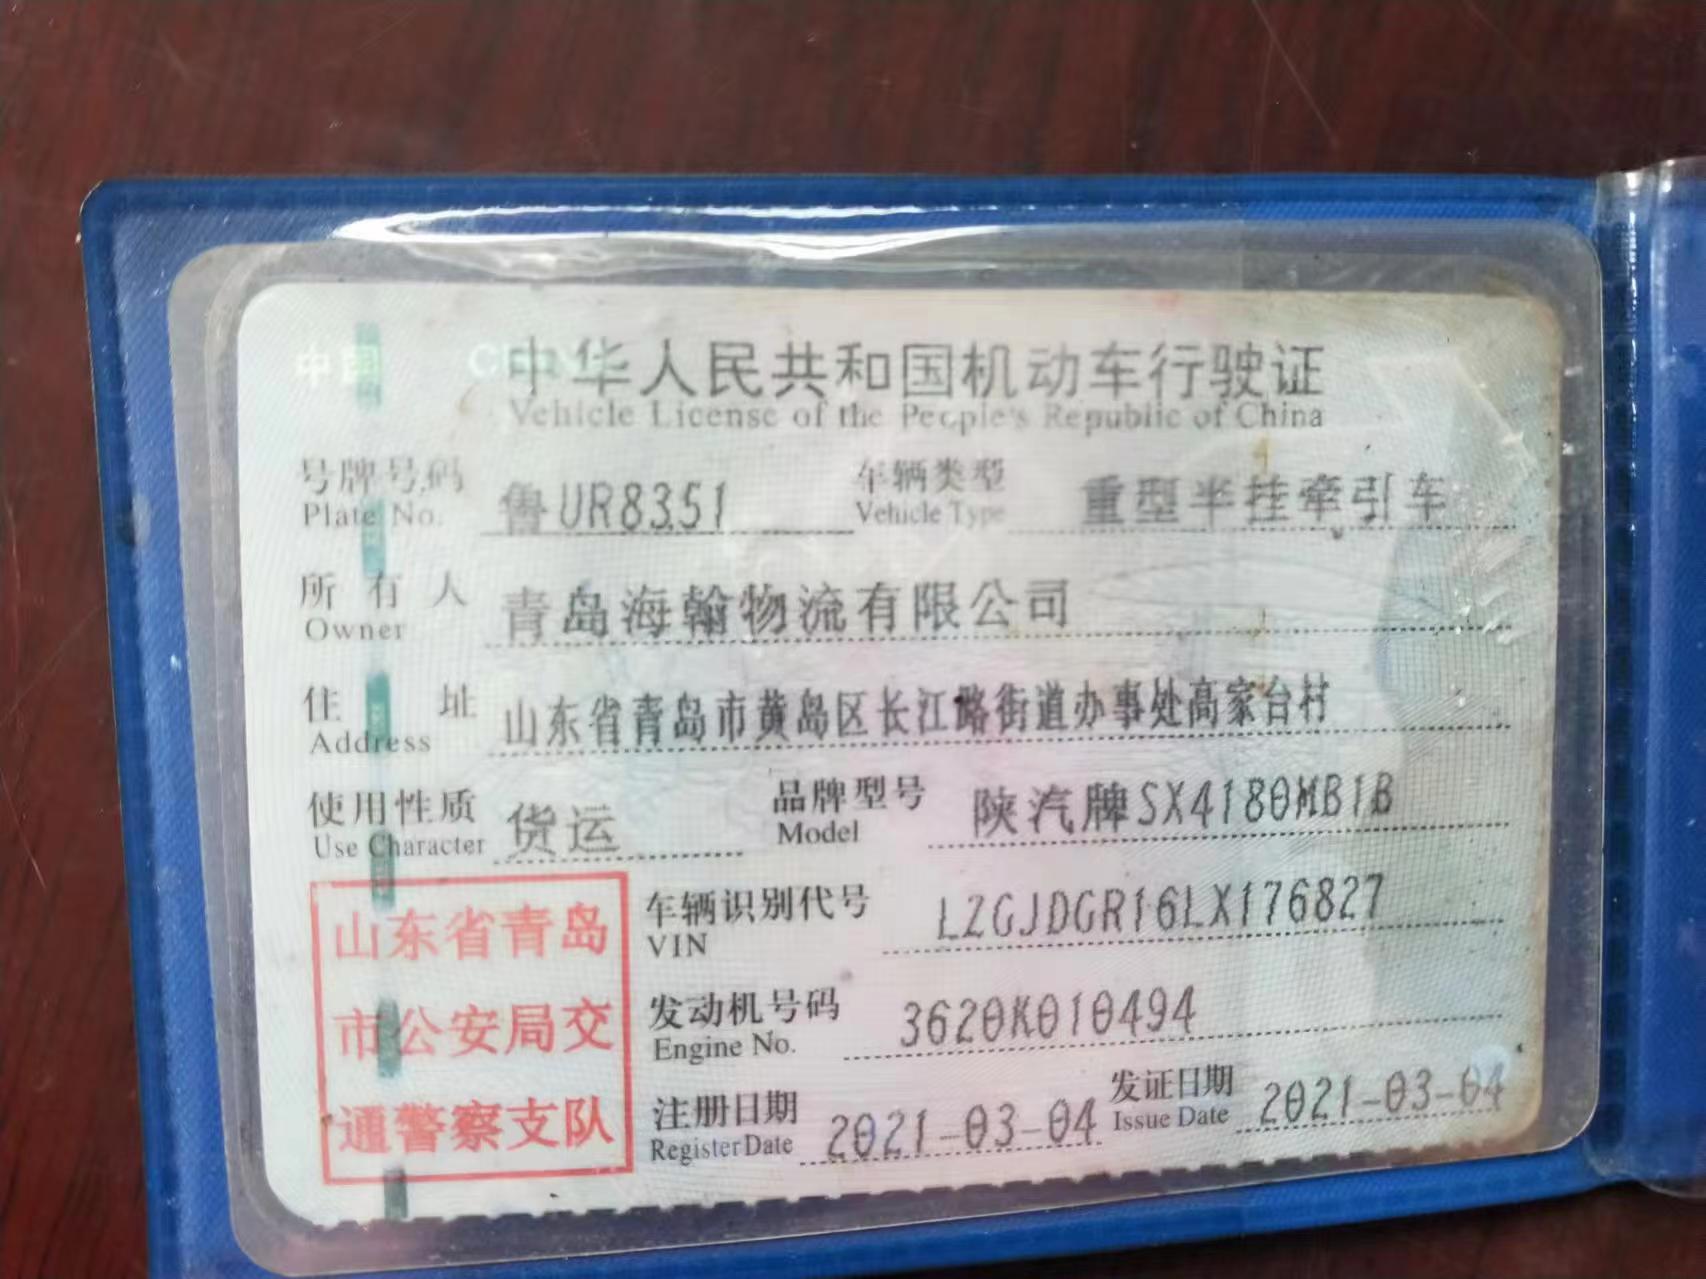 中国 CHINA
中华人民共和国机动车行驶证
Vehicle License of the People's Republic of China
号牌号码 鲁UR8351 车辆类型 重型半挂牵引车
Plate No. Vehicle Type
所有人 青岛海翰物流有限公司
Owner
住址 山东省青岛市黄岛区长江路街道办事处高家台村
Address
使用性质 货运 品牌型号 陕汽牌SX4180MB1B
Use Character Model
山东省青岛
市公安局交
通警察支队
车辆识别代号 LZGJDGR16LX176827
VIN
发动机号码 3620K010494
Engine No.
注册日期 2021-03-04 发证日期 2021-03-04
Register Date Issue Date